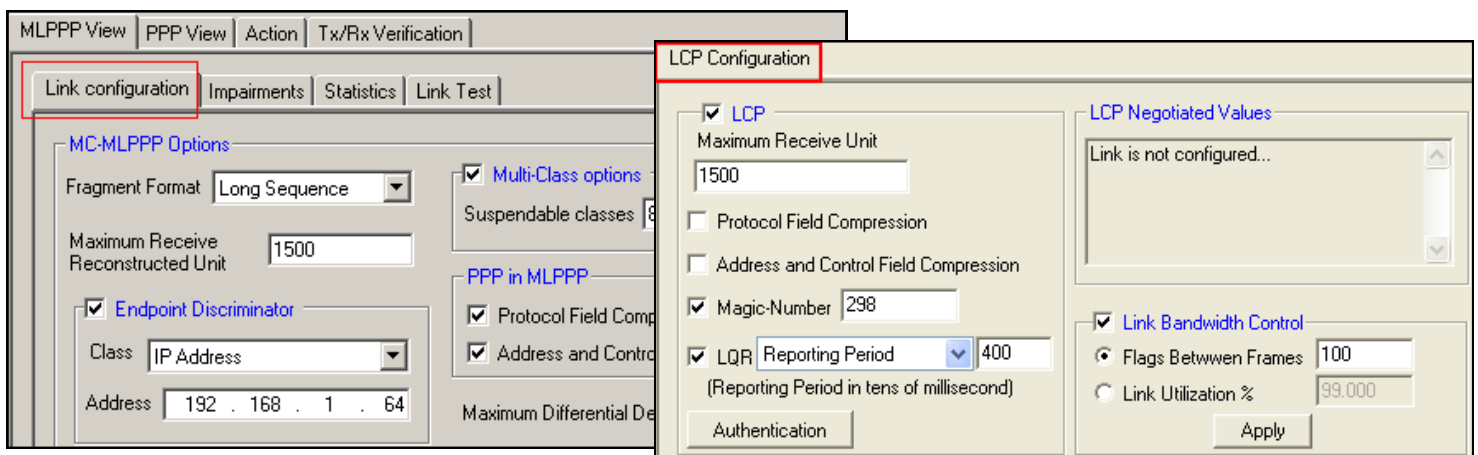 MLPPP View PPP View Action Tx/Rx Verification
Link configuration Impairments Statistics Link Test
MC-MLPPP Options
Fragment Format Long Sequence
Maximum Receive
Reconstructed Unit 1500
Endpoint Discriminator
Class IP Address
Address 192 . 168 . 1 . 64
Multi-Class options
Suspendable classes 8
PPP in MLPPP
Protocol Field Comp
Address and Contro
Maximum Differential De
LCP Configuration
LCP
Maximum Receive Unit
1500
Protocol Field Compression
Address and Control Field Compression
Magic-Number 298
LQR Reporting Period 400
(Reporting Period in tens of millisecond)
Authentication
LCP Negotiated Values
Link is not configured...
Link Bandwidth Control
Flags Betwwen Frames 100
Link Utilization % 99.000
Apply